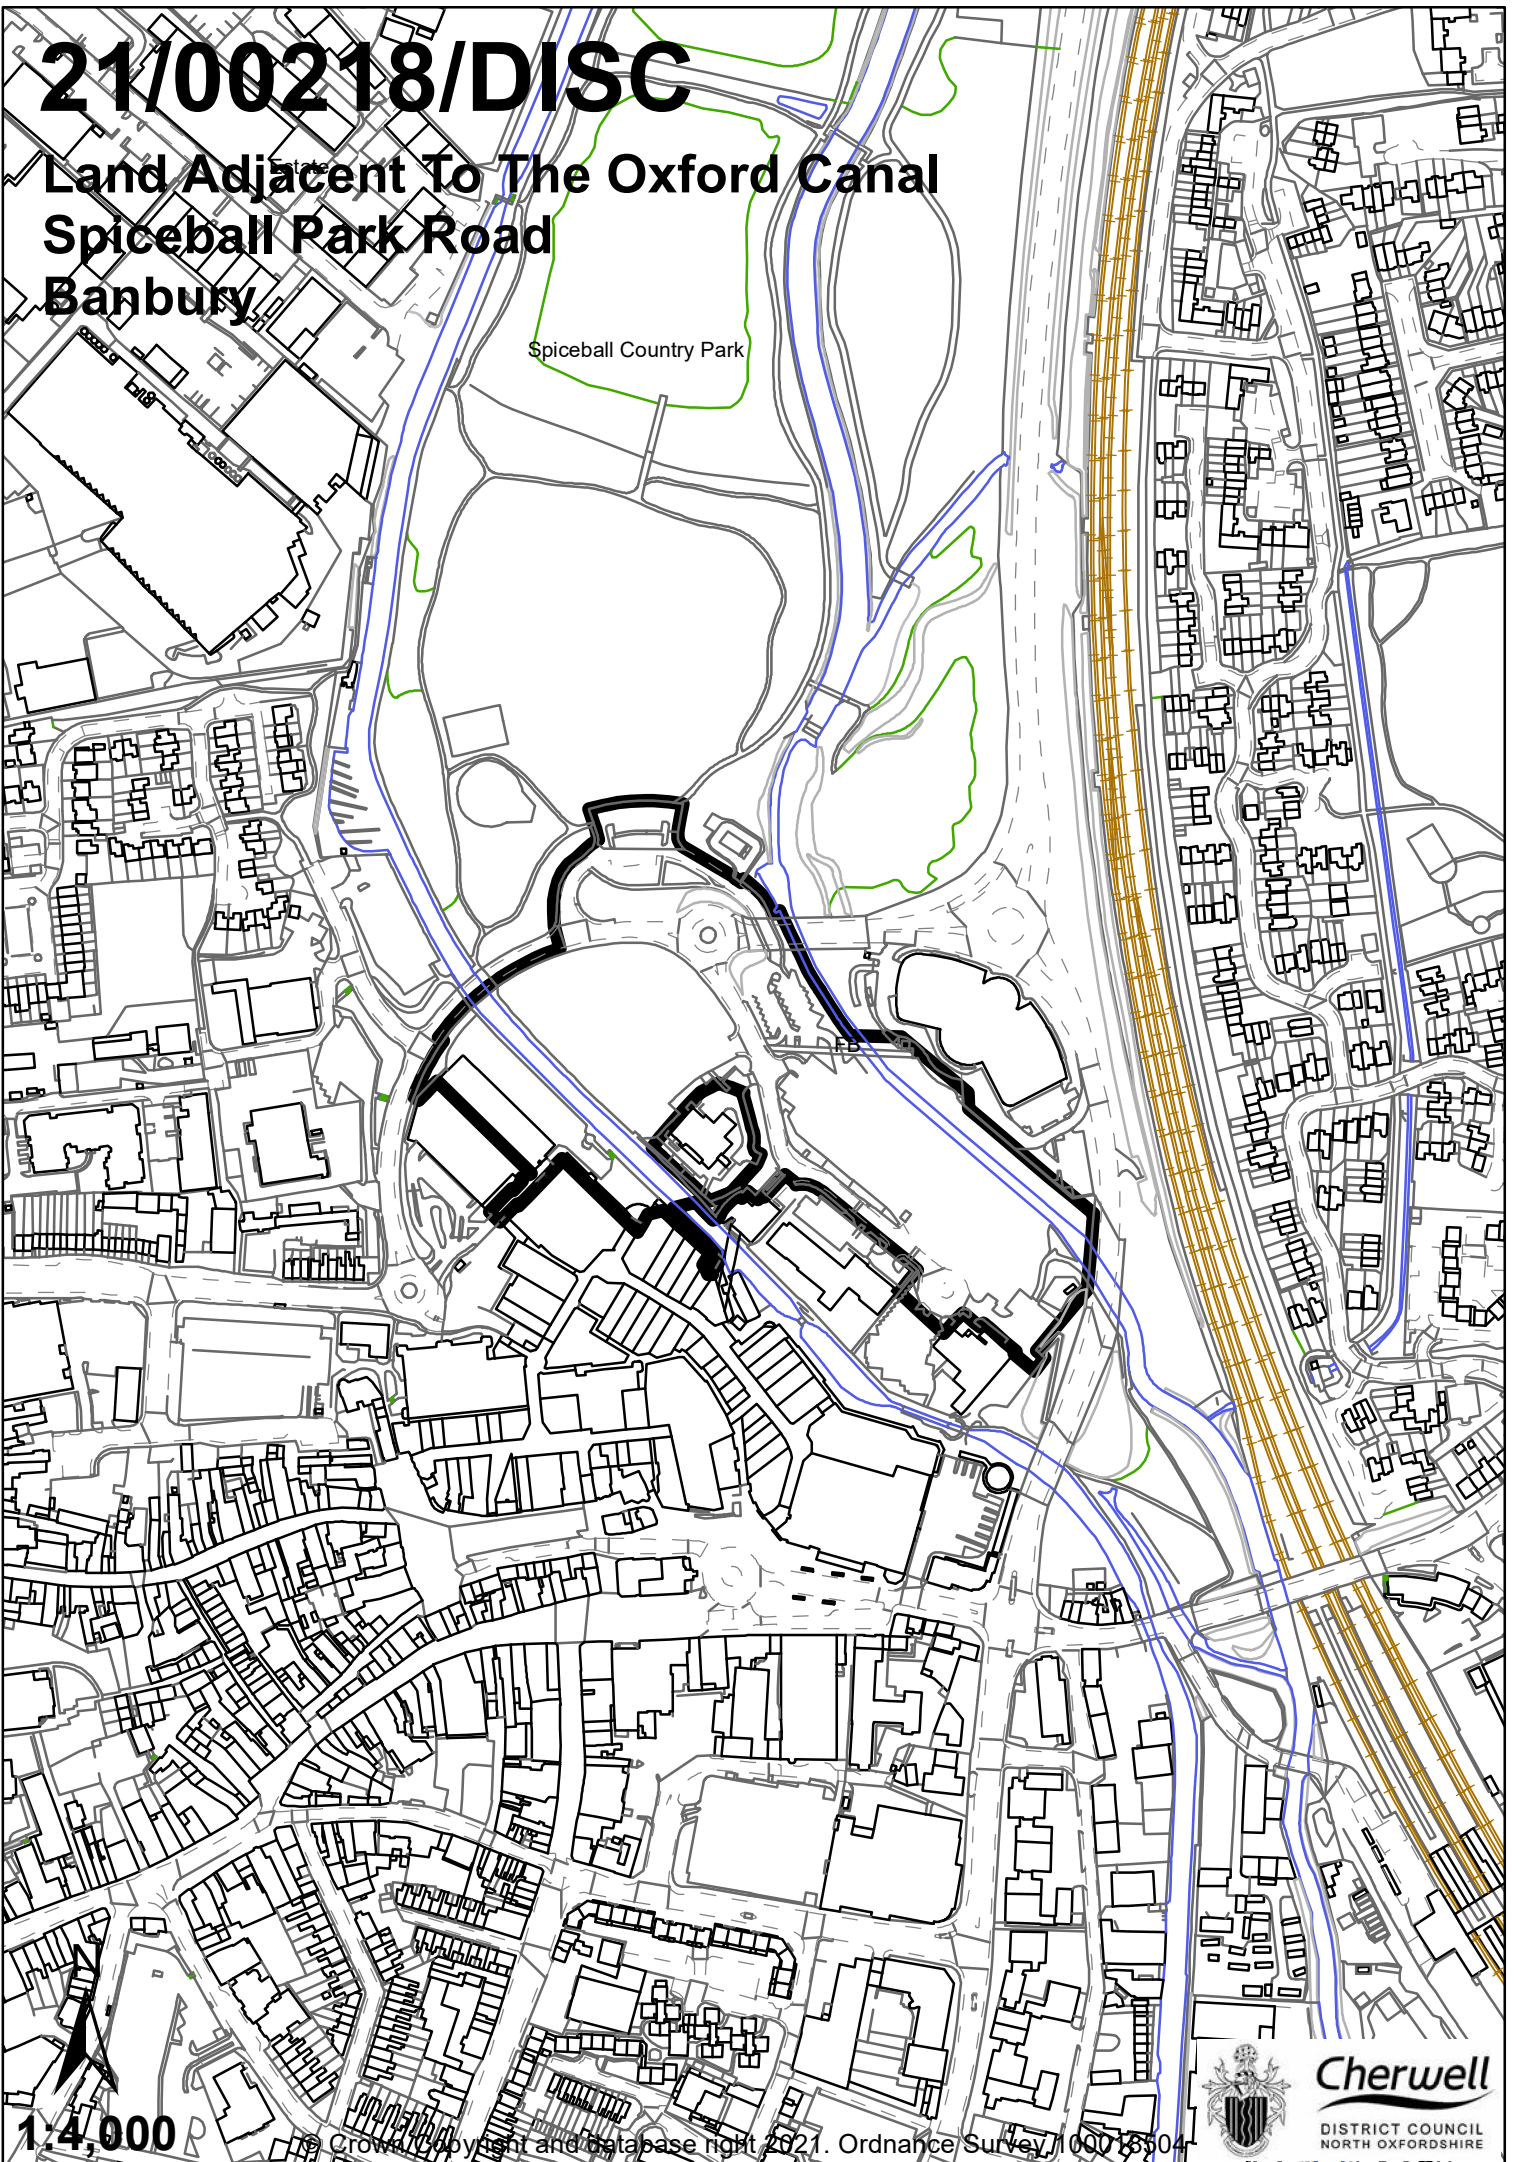 21/00218/DISC
Estate
Land Adjacent To The Oxford Canal
Spiceball Park Road
Banbury
Spiceball Country Park
FB
N
1:4,000
© Crown Copyright and database right 2021. Ordnance Survey 100018504
Cherwell
DISTRICT COUNCIL
NORTH OXFORDSHIRE